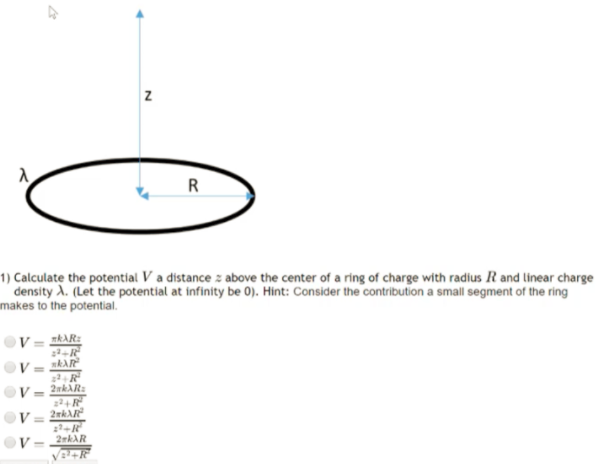 z
λ
R
1) Calculate the potential V a distance z above the center of a ring of charge with radius R and linear charge
density λ. (Let the potential at infinity be 0). Hint: Consider the contribution a small segment of the ring
makes to the potential.
V = πkλRz / z²+R²
V = πkλR² / z²+R²
V = 2πkλRz / z²+R²
V = 2πkλR² / z²+R²
V = 2πkλR / √z²+R²